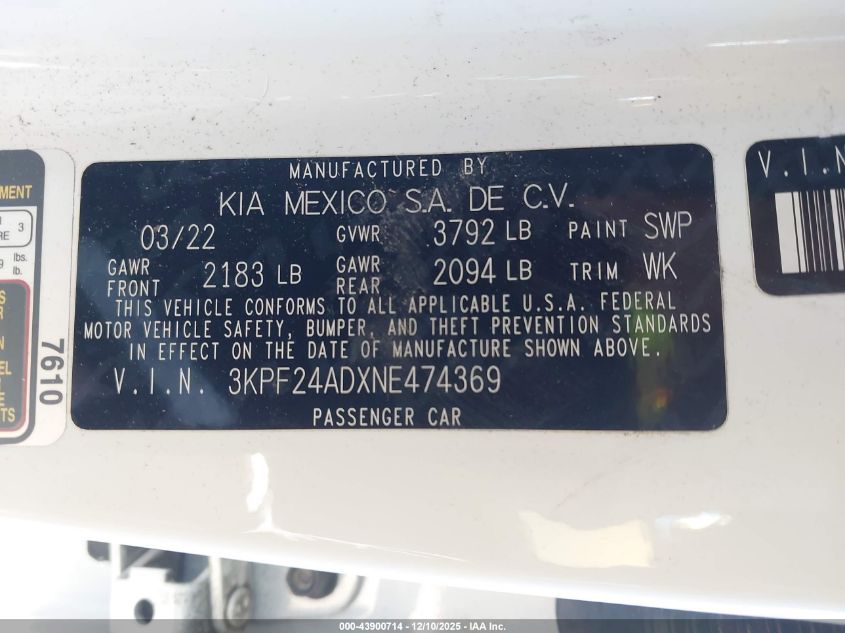 MANUFACTURED BY
KIA MEXICO S.A. DE C.V.
03/22 GVWR 3792 LB PAINT SWP
GAWR FRONT 2183 LB GAWR REAR 2094 LB TRIM WK
THIS VEHICLE CONFORMS TO ALL APPLICABLE U.S.A. FEDERAL
MOTOR VEHICLE SAFETY, BUMPER, AND THEFT PREVENTION STANDARDS
IN EFFECT ON THE DATE OF MANUFACTURE SHOWN ABOVE.
V.I.N. 3KPF24ADXNE474369
PASSENGER CAR
7610
3
lbs.
lb.
V.I.N
000-43900714 - 12/10/2025 - IAA Inc.